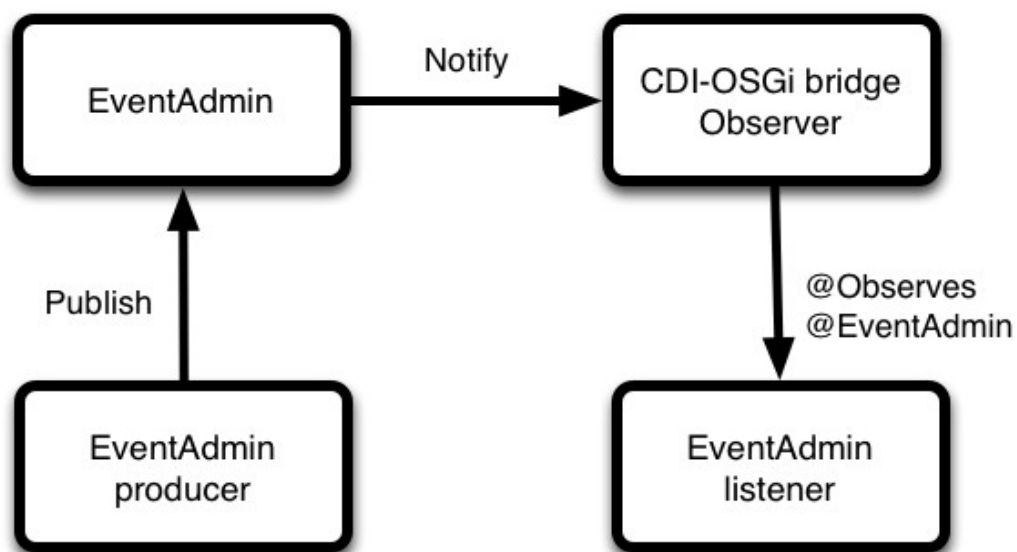 EventAdmin
Notify
CDI-OSGi bridge
Observer
Publish
@Observes
@EventAdmin
EventAdmin
producer
EventAdmin
listener